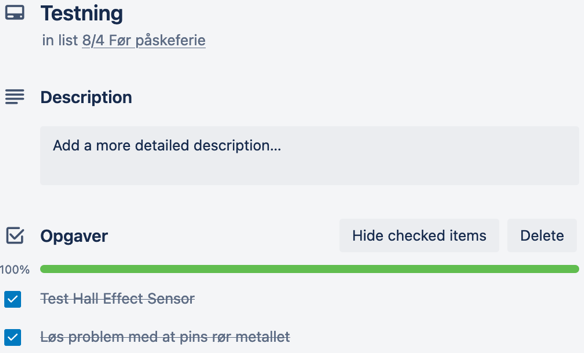 Testning
in list 8/4 Før påskeferie
Description
Add a more detailed description...
Opgaver
Hide checked items
Delete
100%
Test Hall Effect Sensor
Løs problem med at pins rør metallet